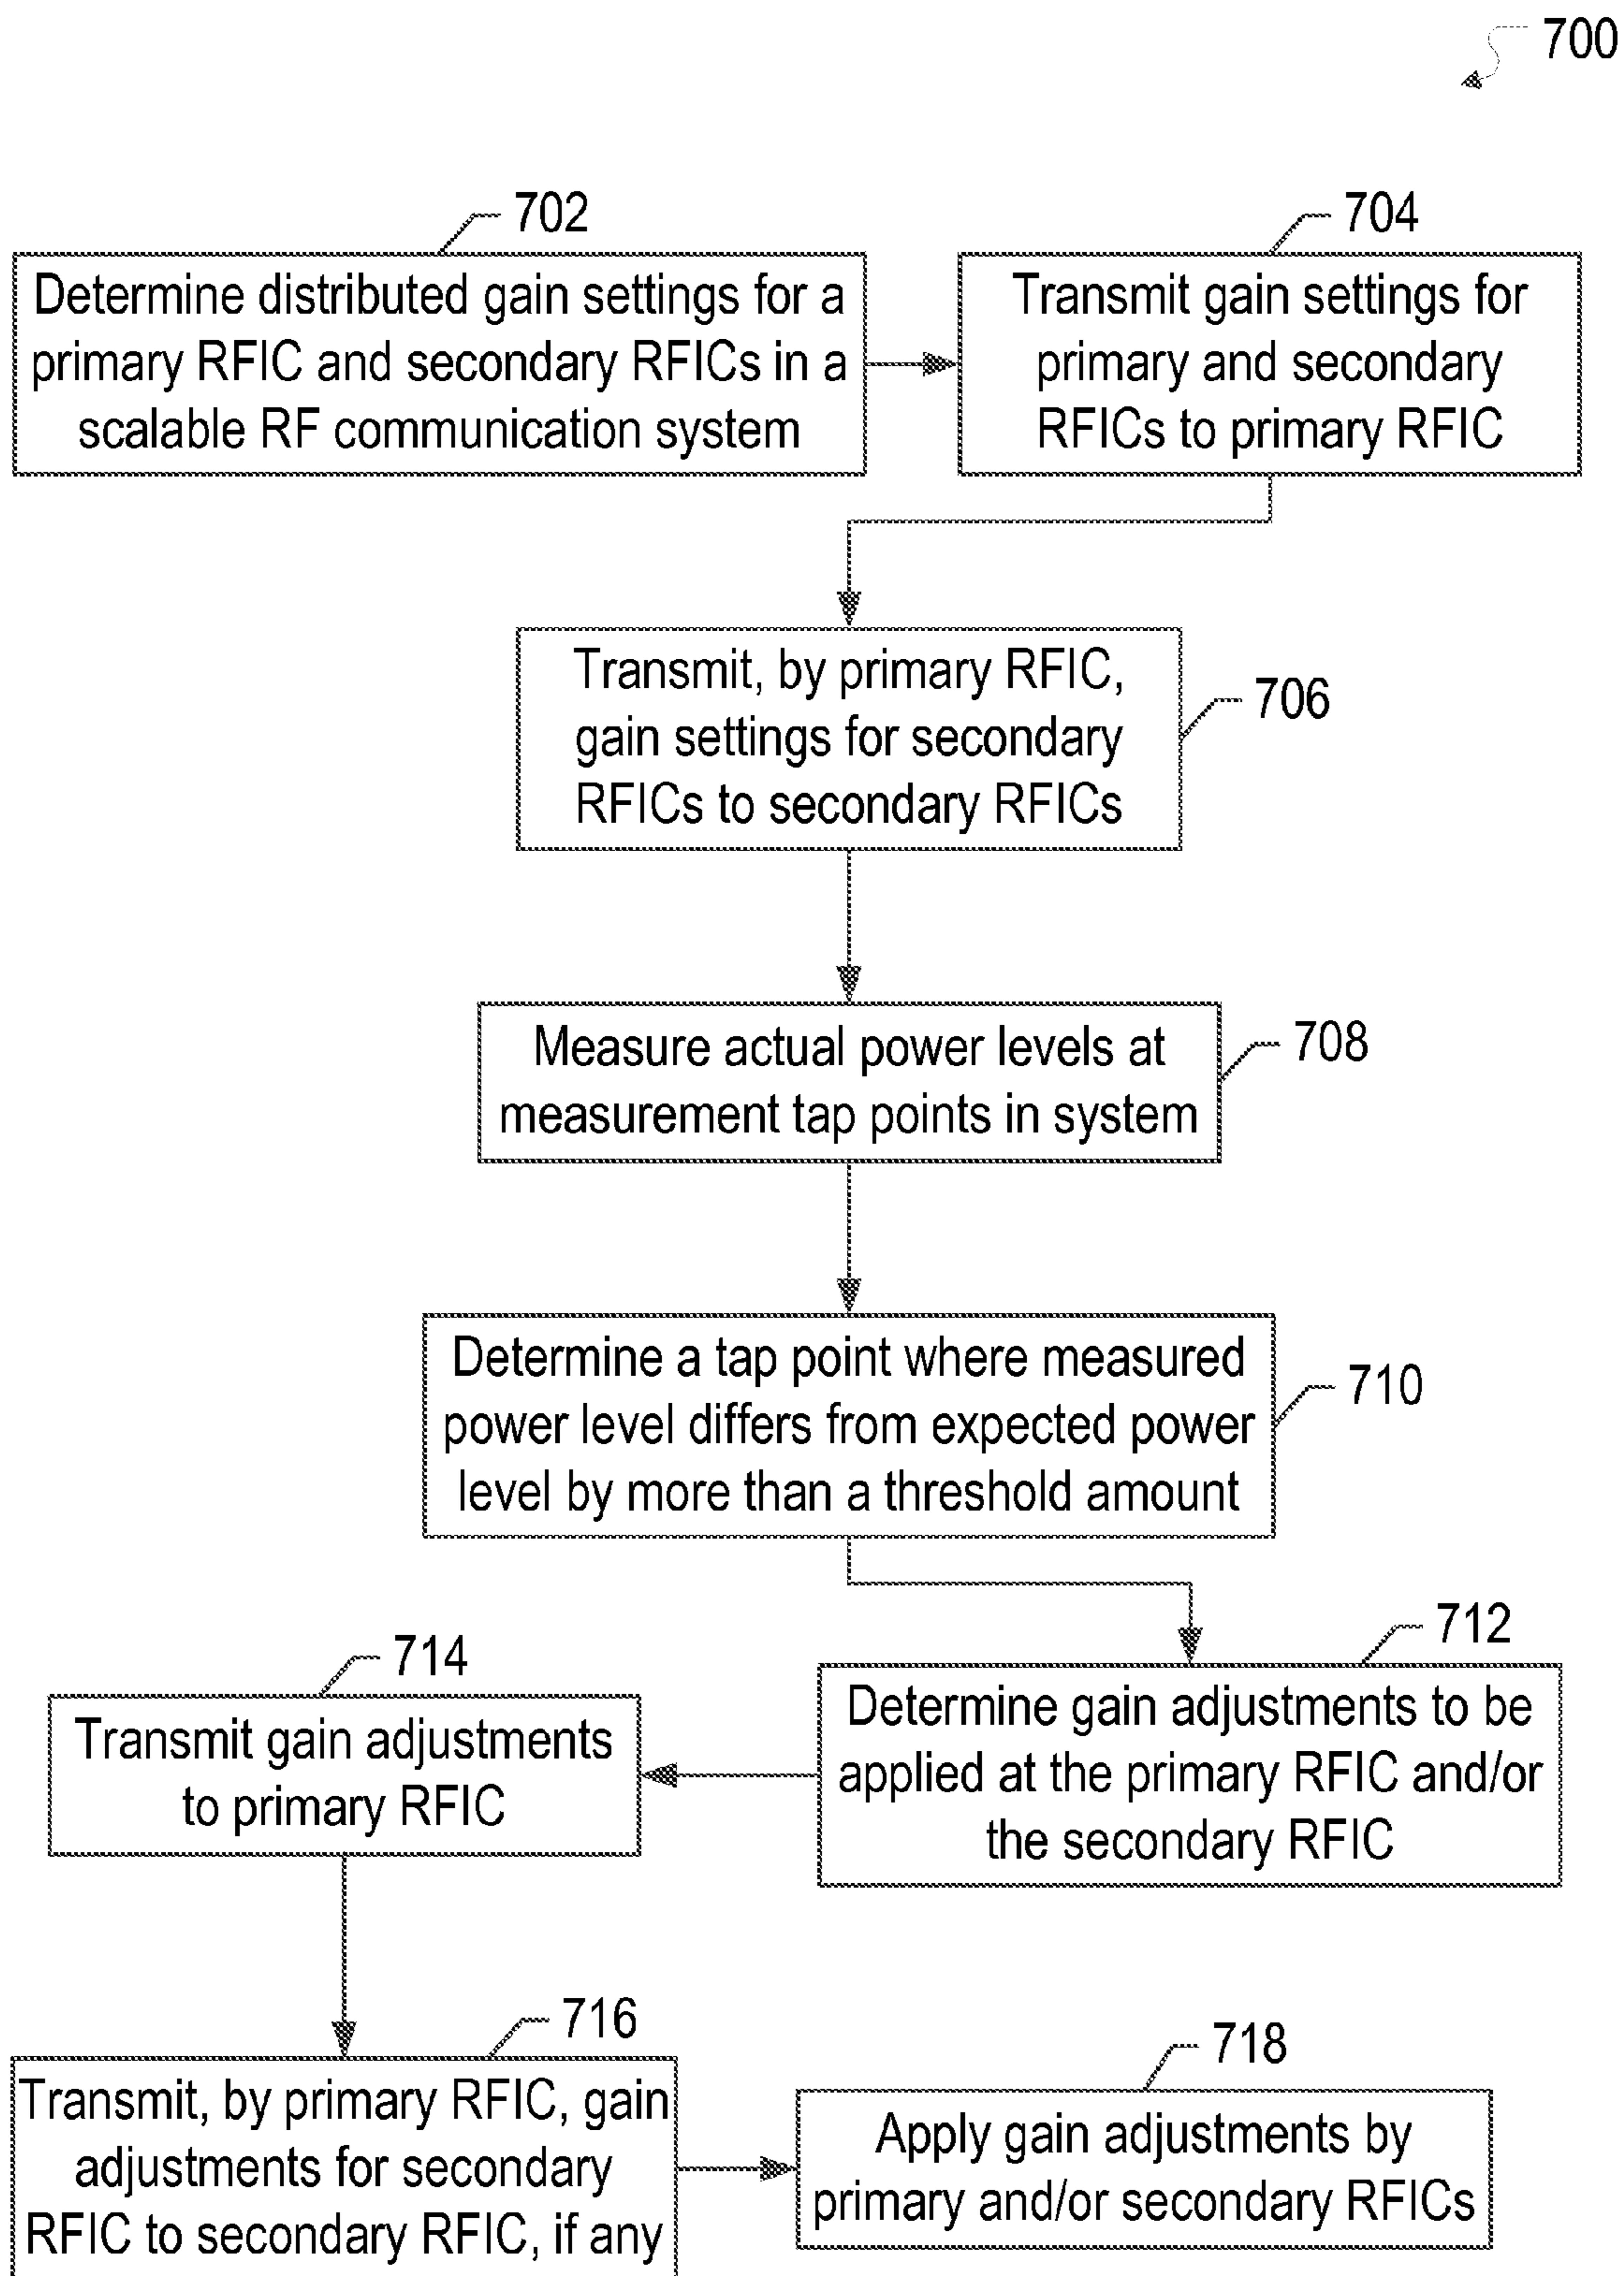 700
702
Determine distributed gain settings for a
primary RFIC and secondary RFICs in a
scalable RF communication system
704
Transmit gain settings for
primary and secondary
RFICs to primary RFIC
Transmit, by primary RFIC,
gain settings for secondary
RFICs to secondary RFICs
706
Measure actual power levels at
measurement tap points in system
708
Determine a tap point where measured
power level differs from expected power
level by more than a threshold amount
710
712
Determine gain adjustments to be
applied at the primary RFIC and/or
the secondary RFIC
714
Transmit gain adjustments
to primary RFIC
716
Transmit, by primary RFIC, gain
adjustments for secondary
RFIC to secondary RFIC, if any
718
Apply gain adjustments by
primary and/or secondary RFICs